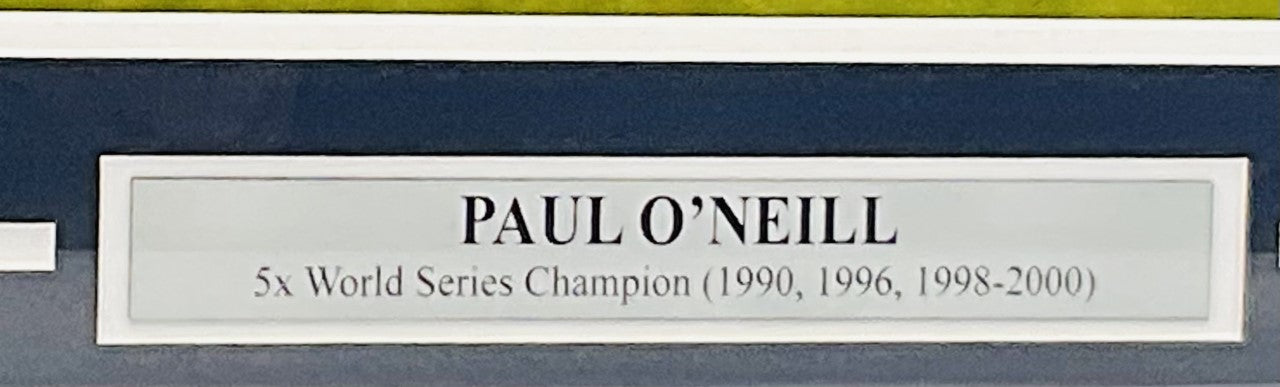 PAUL O’NEILL
5x World Series Champion (1990, 1996, 1998-2000)